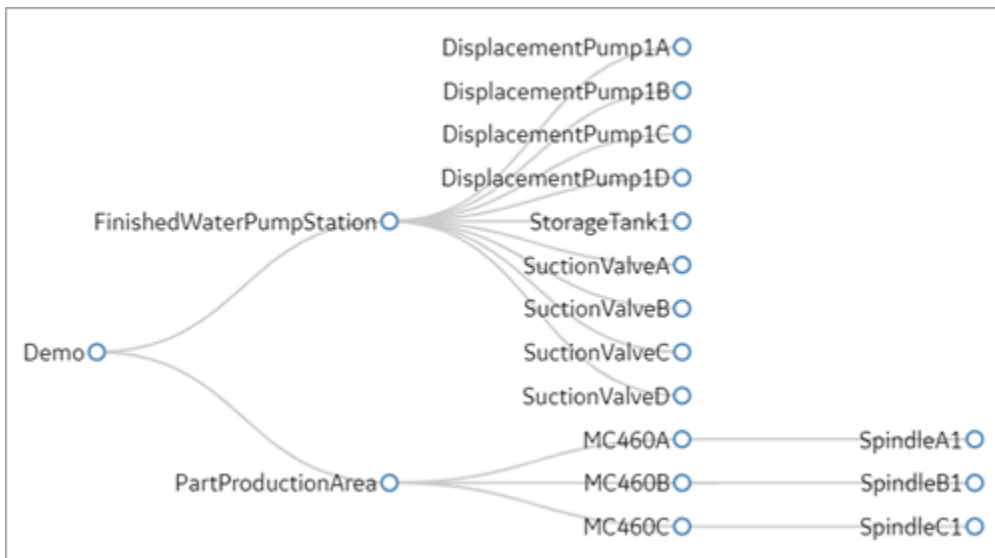 DisplacementPump1A
DisplacementPump1B
DisplacementPump1C
DisplacementPump1D
FinishedWaterPumpStation
StorageTank1
SuctionValveA
SuctionValveB
SuctionValveC
Demo
SuctionValveD
MC460A
SpindleA1
PartProductionArea
MC460B
SpindleB1
MC460C
SpindleC1